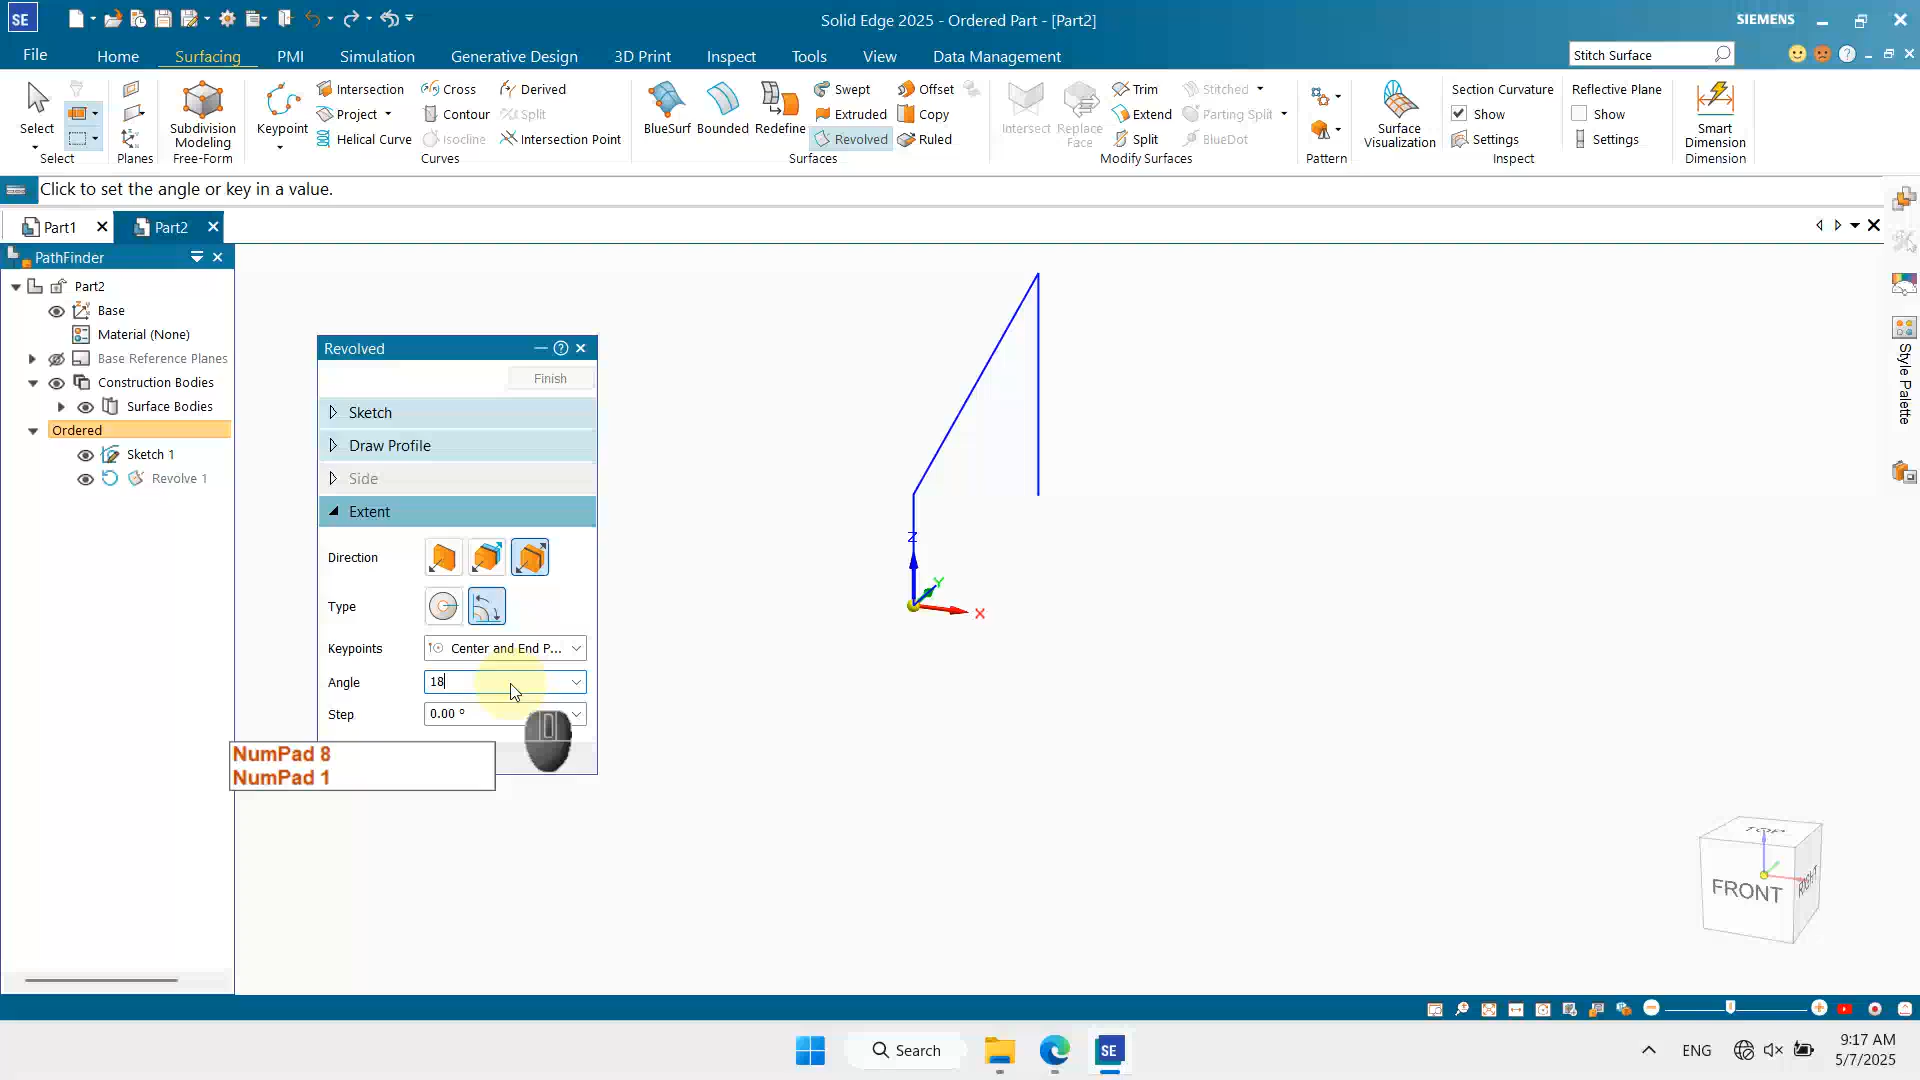 SE
Solid Edge 2025 - Ordered Part - [Part2]
SIEMENS
File
Home
Surfacing
PMI
Simulation
Generative Design
3D Print
Inspect
Tools
View
Data Management
Stitch Surface
Select
Select
Planes
Subdivision
Modeling
Free-Form
Keypoint
Intersection
Project
Helical Curve
Cross
Contour
Isocline
Derived
Split
Intersection Point
Curves
BlueSurf
Bounded
Redefine
Swept
Extruded
Revolved
Offset
Copy
Ruled
Surfaces
Intersect
Replace
Face
Trim
Extend
Split
Stitched
Parting Split
BlueDot
Modify Surfaces
Pattern
Surface
Visualization
Section Curvature
Show
Settings
Reflective Plane
Show
Settings
Inspect
Smart
Dimension
Dimension
Click to set the angle or key in a value.
Part1
Part2
PathFinder
Part2
Base
Material (None)
Base Reference Planes
Construction Bodies
Surface Bodies
Ordered
Sketch 1
Revolve 1
Revolved
Finish
Sketch
Draw Profile
Side
Extent
Direction
Type
Keypoints
Center and End P...
Angle
18
Step
0.00 °
NumPad 8
NumPad 1
Z
Y
X
TOP
FRONT
RIGHT
Style Palette
Search
SE
ENG
9:17 AM
5/7/2025